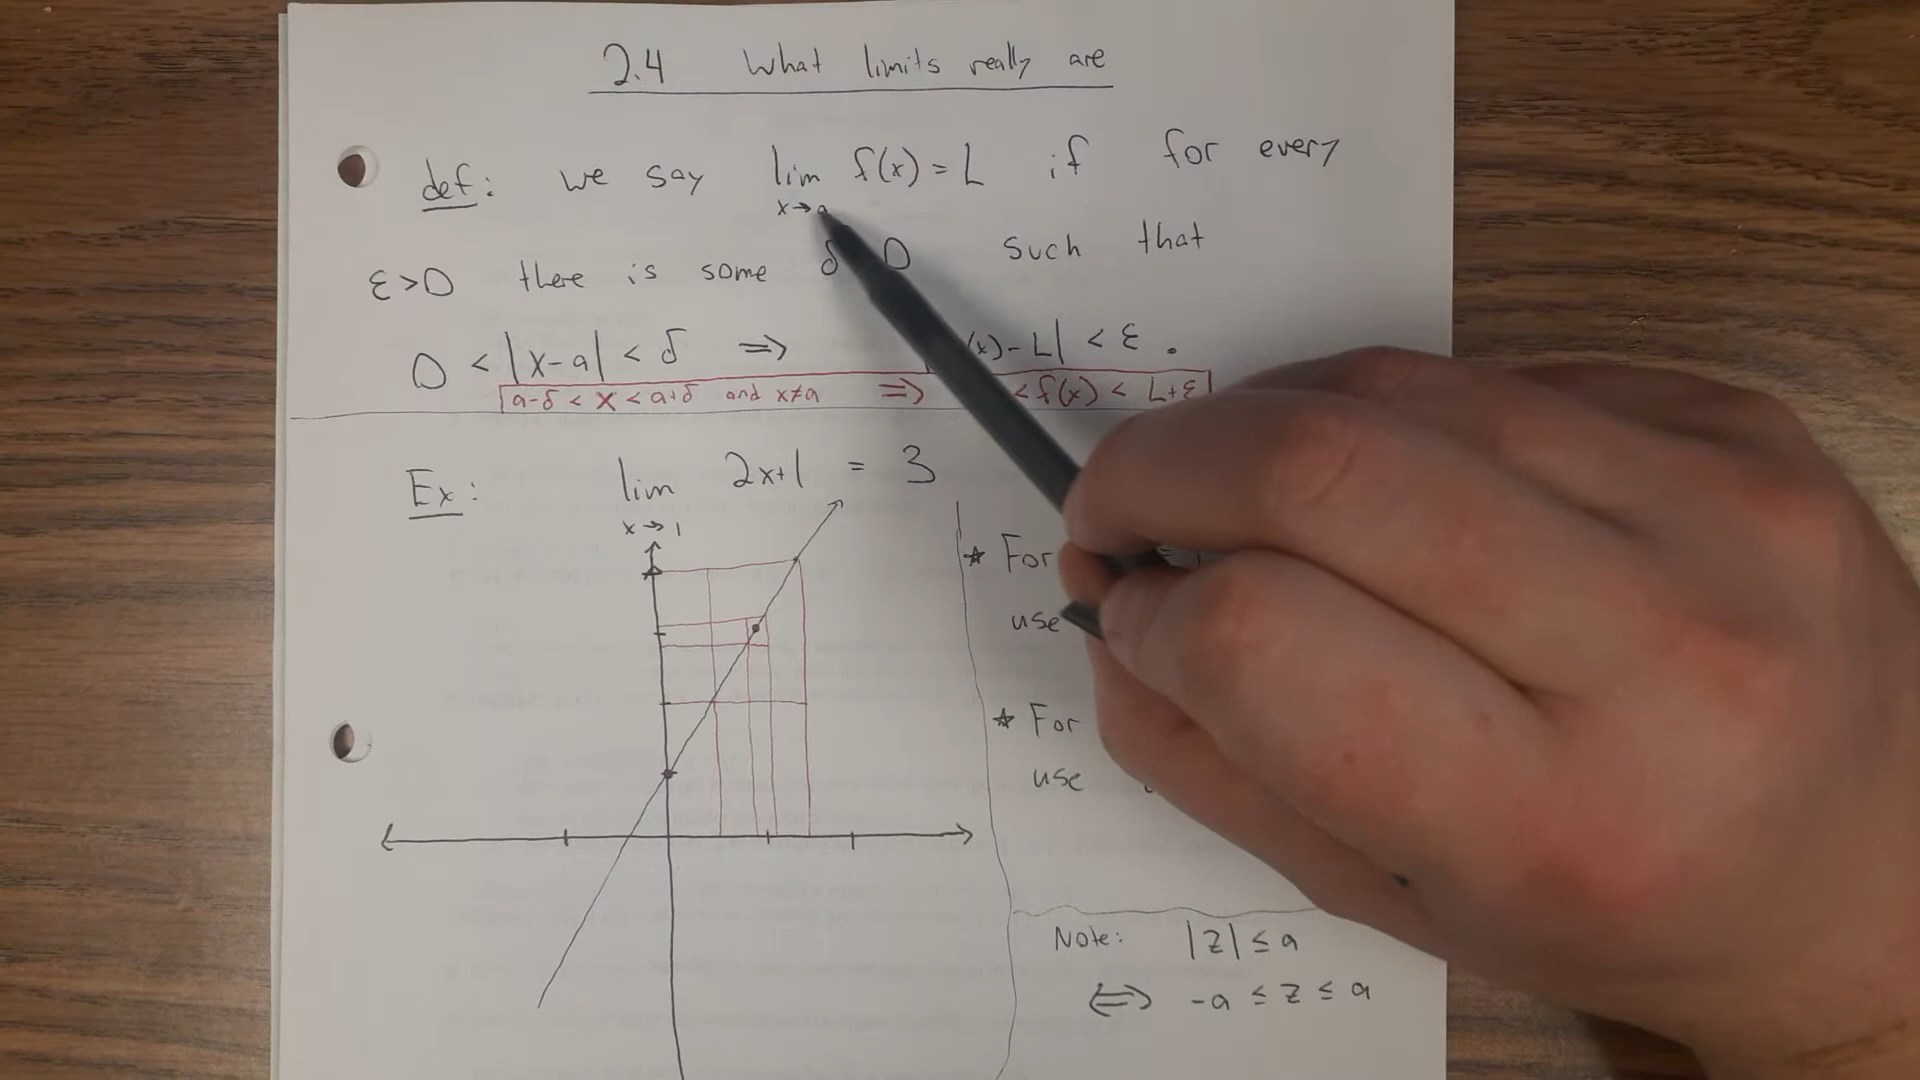 2.4 What limits really are
def: we say lim f(x) = L if for every
x→a
ε>0 there is some δ 0 such that
0 < |x-a| < δ ⇒ (x)-L| < ε.
a-δ < x < a+δ and x≠a ⇒ < f(x) < L+ε
Ex: lim 2x+1 = 3
x→1
* For
use
* For
use
Note: |z| ≤ a
⇔ -a ≤ z ≤ a